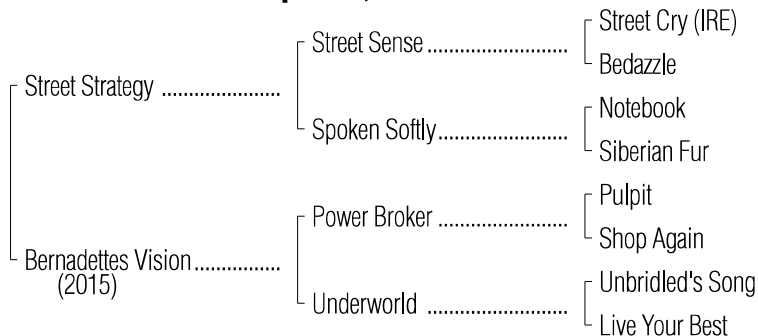 Street Cry (IRE)
Street Sense ..........................
Bedazzle
Street Strategy ......................
Notebook
Spoken Softly........................
Siberian Fur
Pulpit
Power Broker ........................
Shop Again
Bernadettes Vision................
(2015)
Unbridled's Song
Underworld ..........................
Live Your Best